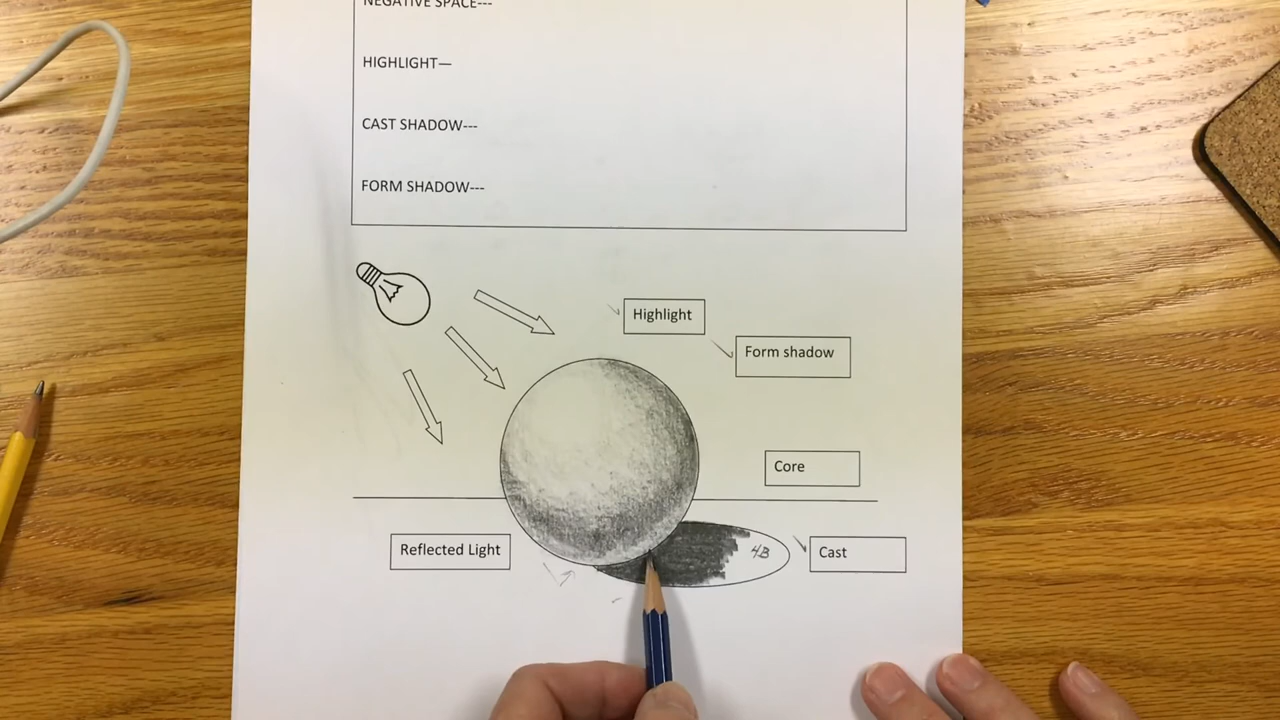 NEGATIVE SPACE---
HIGHLIGHT—
CAST SHADOW---
FORM SHADOW---
Highlight
Form shadow
Core
Reflected Light
4B
Cast